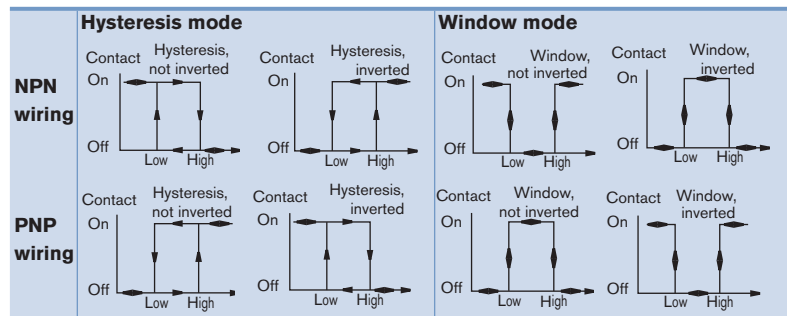 Hysteresis mode
Window mode
NPN
wiring
Contact
Hysteresis,
not inverted
On
Off
Low High
Contact
Hysteresis,
inverted
On
Off
Low High
Contact
Window,
not inverted
On
Off
Low High
Contact
Window,
inverted
On
Off
Low High
PNP
wiring
Contact
Hysteresis,
not inverted
On
Off
Low High
Contact
Hysteresis,
inverted
On
Off
Low High
Contact
Window,
not inverted
On
Off
Low High
Contact
Window,
inverted
On
Off
Low High